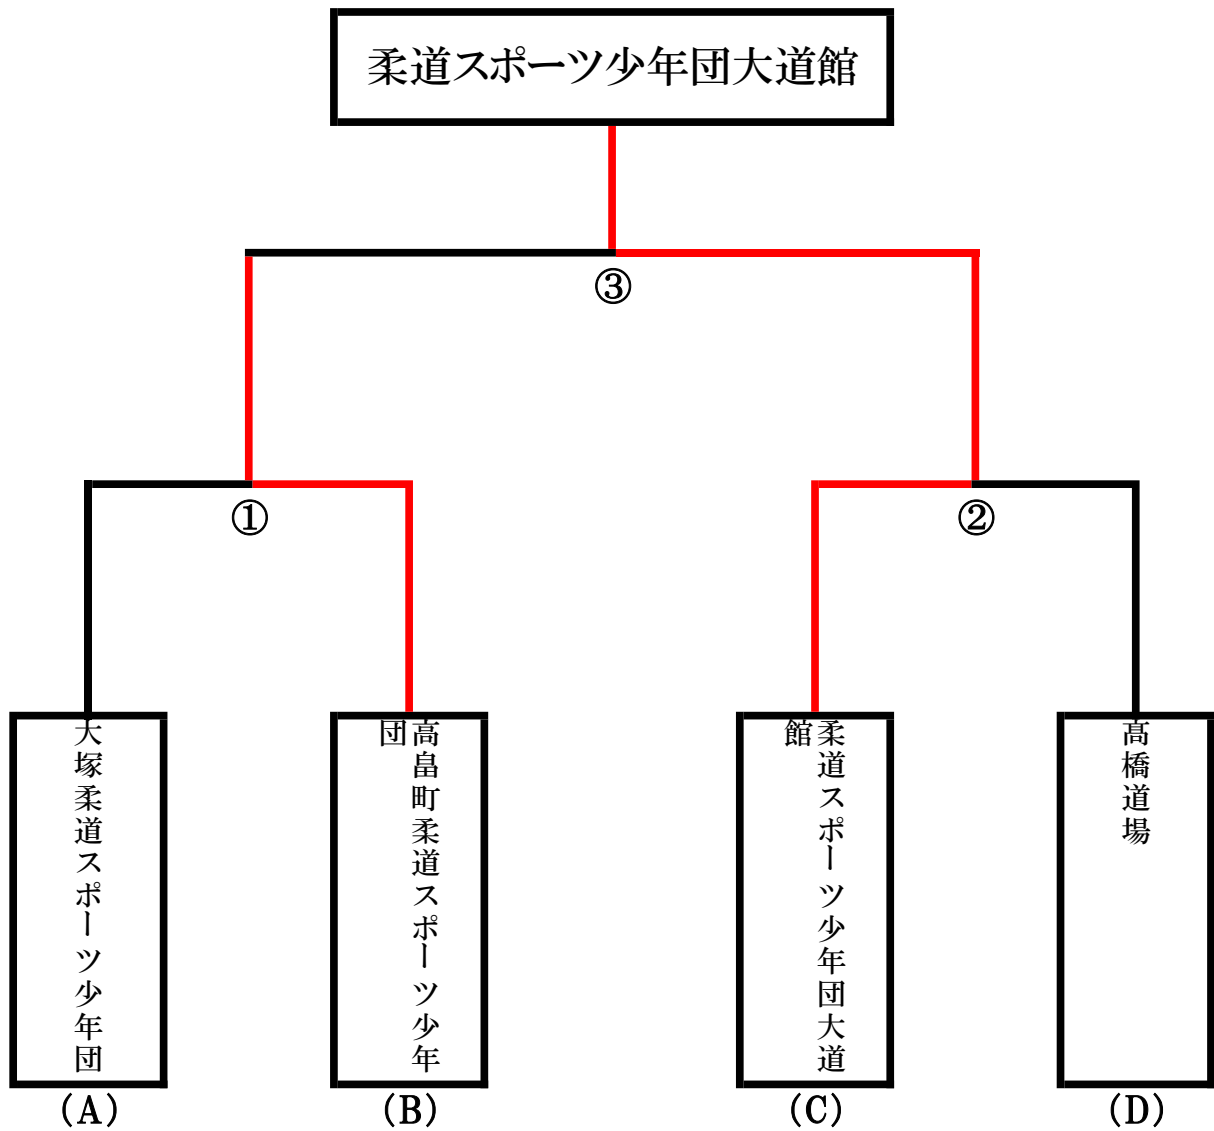 柔道スポーツ少年団大道館
③
①
②
大塚柔道スポーツ少年団
高畠町柔道スポーツ少年
団
柔道スポーツ少年団大道
館
髙橋道場
(A)
(B)
(C)
(D)